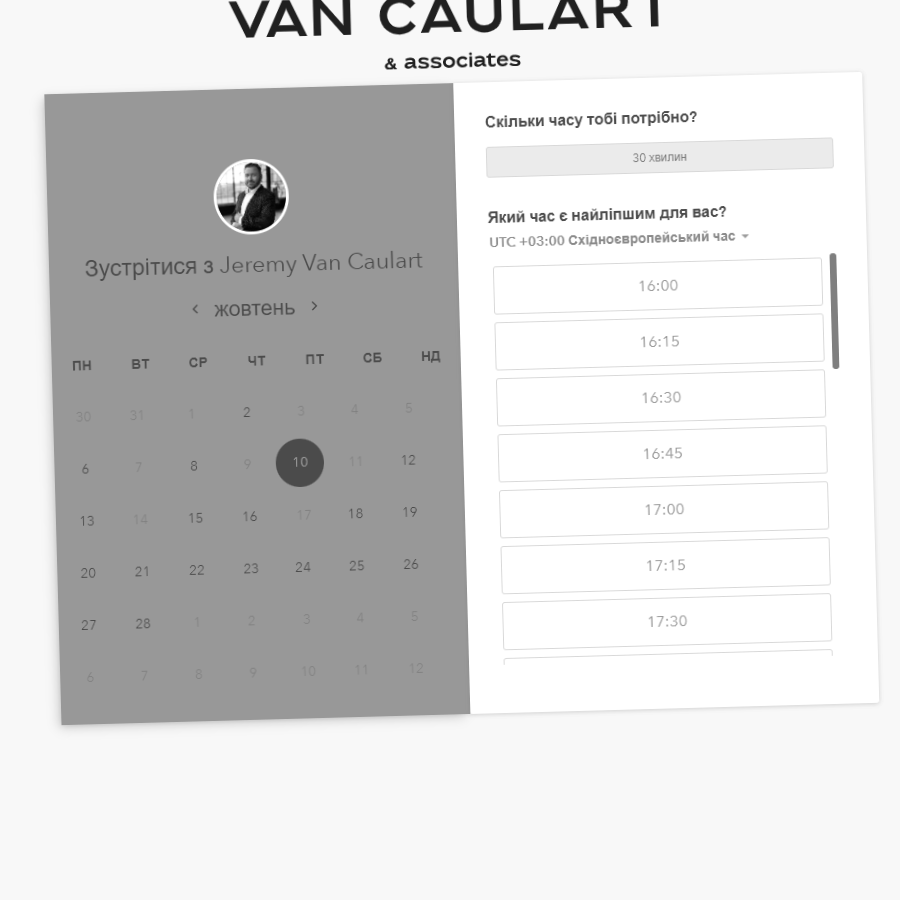 VAN CAULART
& associates
Зустрітися з Jeremy Van Caulart
жовтень
ПН ВТ СР ЧТ ПТ СБ НД
30 31 1 2 3 4 5
6 7 8 9 10 11 12
13 14 15 16 17 18 19
20 21 22 23 24 25 26
27 28 1 2 3 4 5
6 7 8 9 10 11 12
Скільки часу тобі потрібно?
30 хвилин
Який час є найліпшим для вас?
UTC +03:00 Східноєвропейський час
16:00
16:15
16:30
16:45
17:00
17:15
17:30